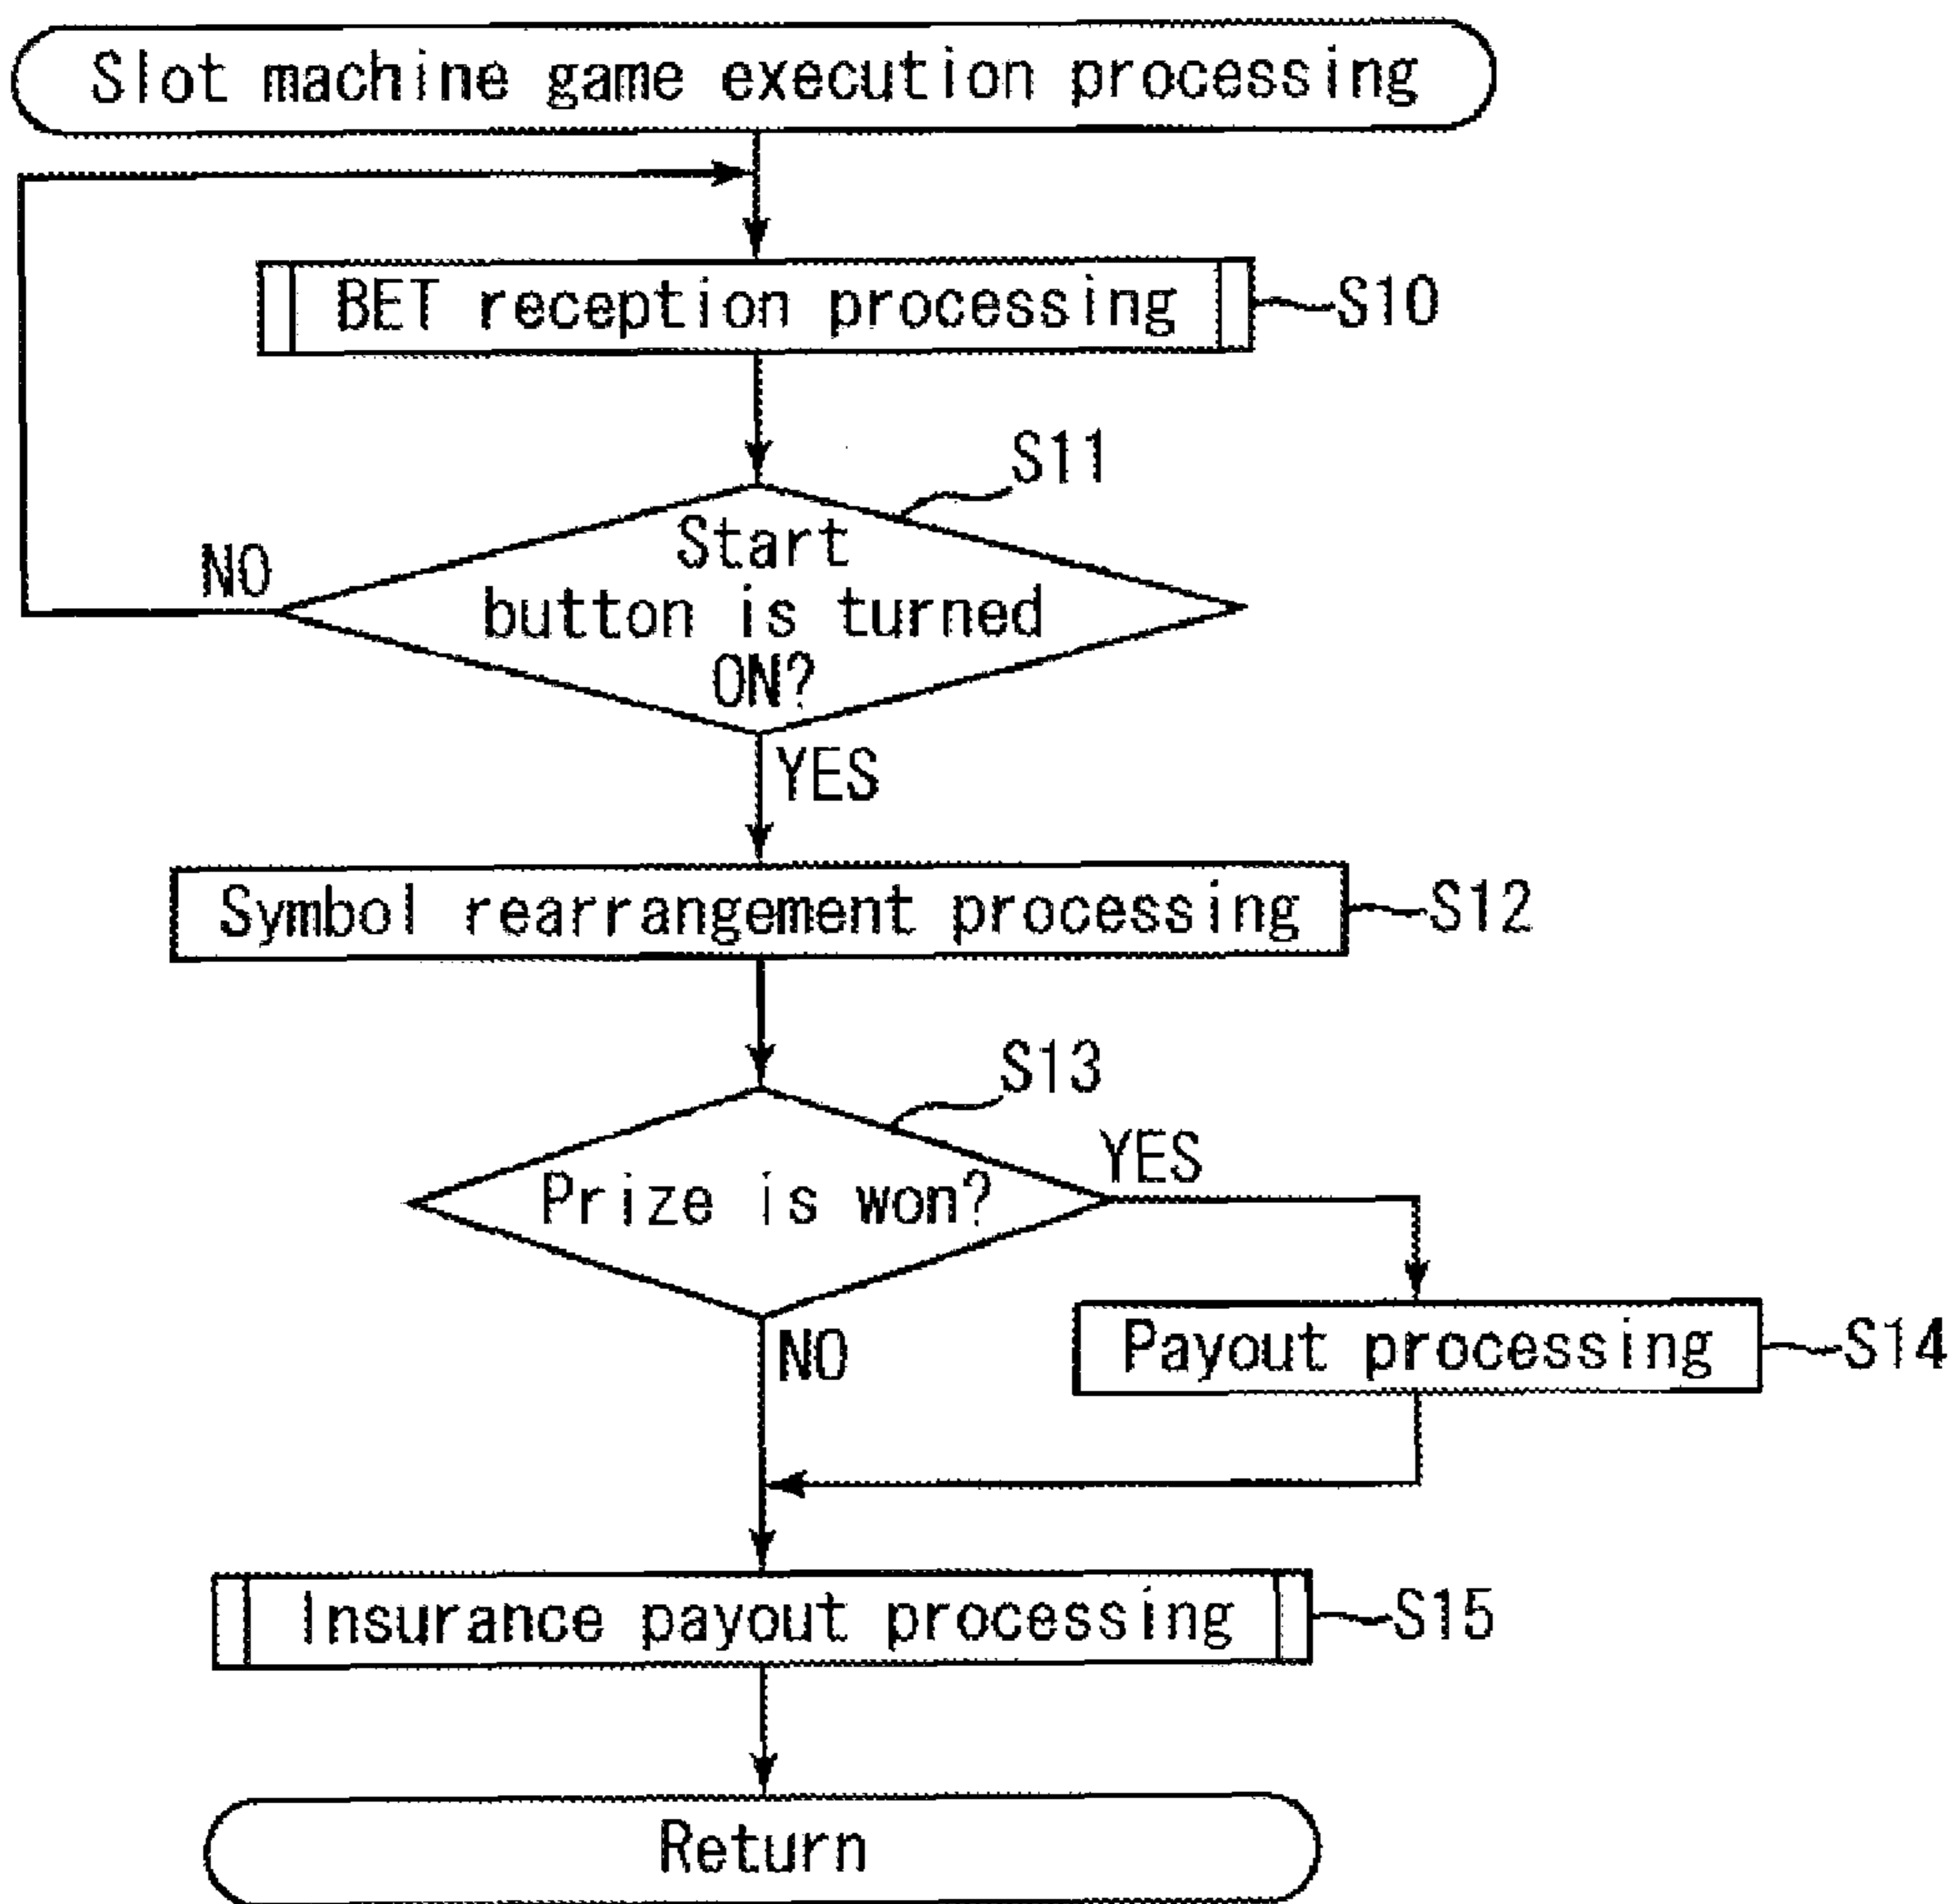 Slot machine game execution processing
BET reception processing
S10
S11
Start
button is turned
ON?
NO
YES
Symbol rearrangement processing
S12
S13
Prize is won?
YES
NO
Payout processing
S14
Insurance payout processing
S15
Return